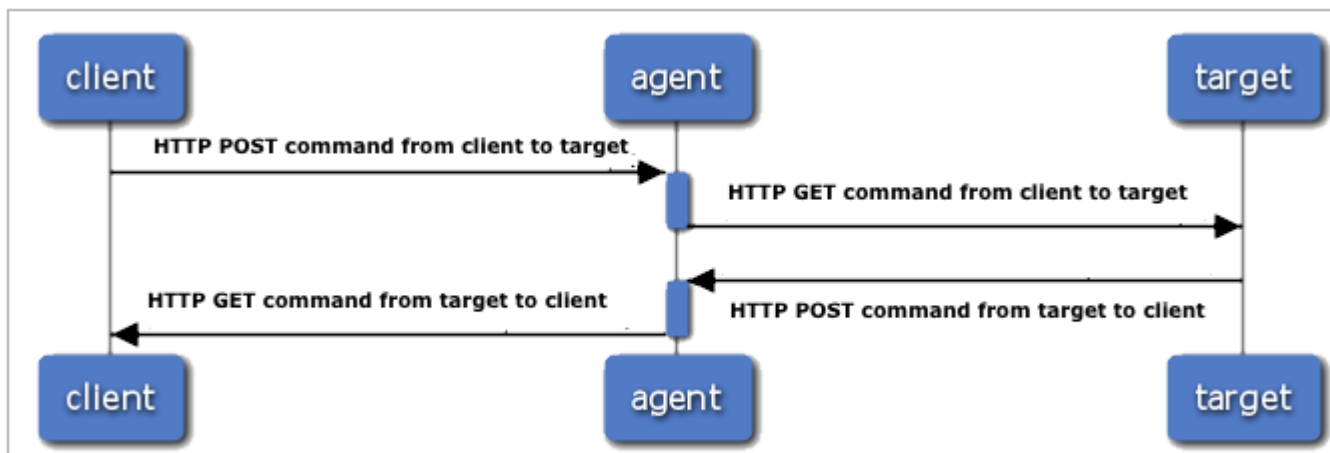 client
agent
target
HTTP POST command from client to target
HTTP GET command from client to target
HTTP GET command from target to client
HTTP POST command from target to client
client
agent
target